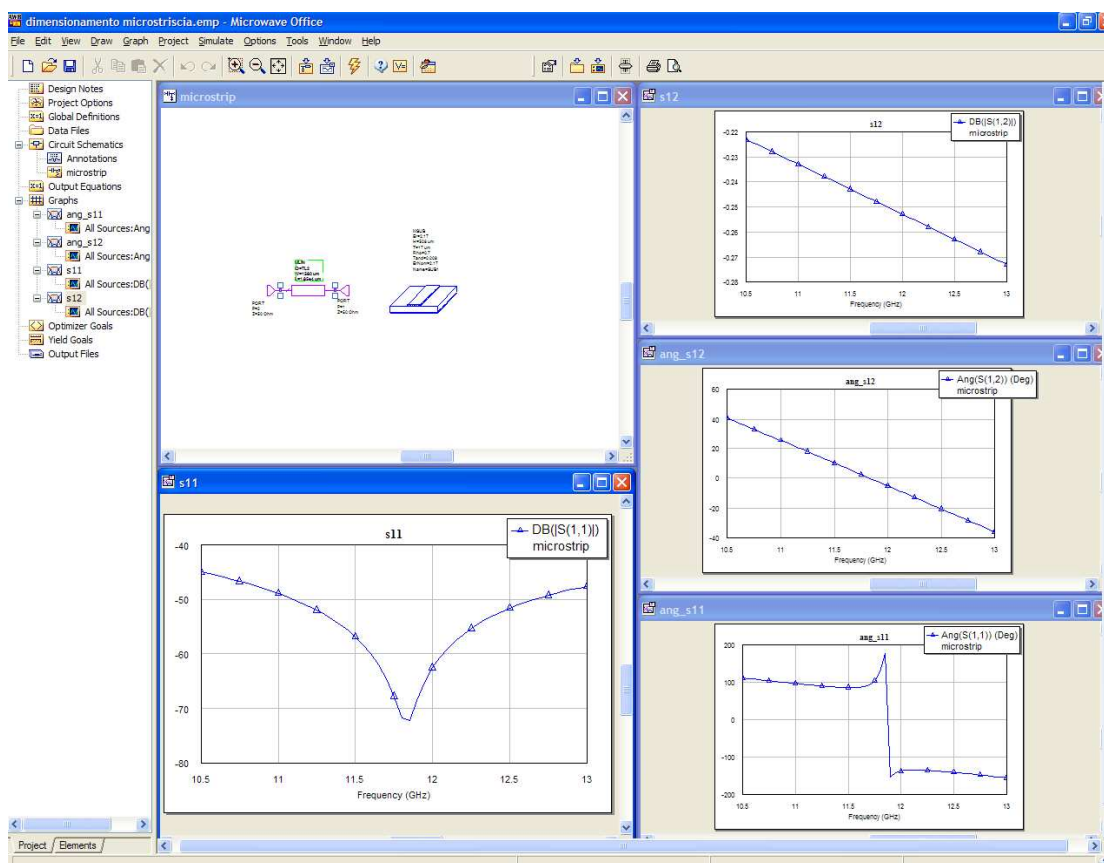 dimensionamento microstriscia.emp - Microwave Office
File Edit View Draw Graph Project Simulate Options Tools Window Help
Design Notes
Project Options
Global Definitions
Data Files
Circuit Schematics
Annotations
microstrip
Output Equations
Graphs
ang_s11
All Sources:Ang
ang_s12
All Sources:Ang
s11
All Sources:DB(
s12
All Sources:DB(
Optimizer Goals
Yield Goals
Output Files
Project
Elements
microstrip
MSUB
PORT
Z=50 Ohm
PORT
Z=50 Ohm
s11
s11
DB(|S(1,1)|)
microstrip
-40
-50
-60
-70
-80
10.5 11 11.5 12 12.5 13
Frequency (GHz)
s12
s12
DB(|S(1,2)|)
microstrip
-0.22
-0.23
-0.24
-0.25
-0.26
-0.27
-0.28
10.5 11 11.5 12 12.5 13
Frequency (GHz)
ang_s12
ang_s12
Ang(S(1,2)) (Deg)
microstrip
60
40
20
0
-20
-40
10.5 11 11.5 12 12.5 13
Frequency (GHz)
ang_s11
ang_s11
Ang(S(1,1)) (Deg)
microstrip
200
100
0
-100
-200
10.5 11 11.5 12 12.5 13
Frequency (GHz)